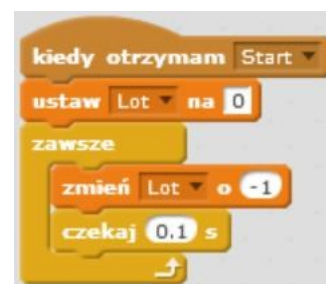 kiedy otrzymam Start
ustaw Lot na 0
zawsze
zmień Lot o -1
czekaj 0.1 s